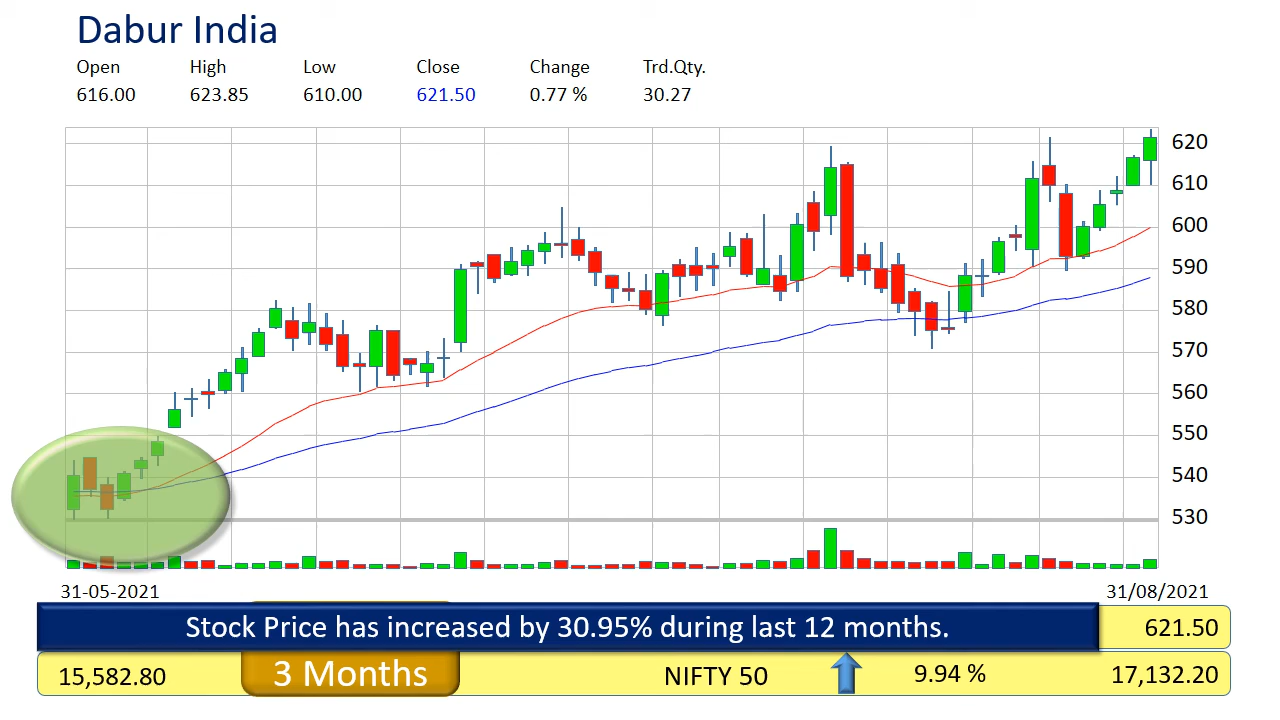 Dabur India
Open High Low Close Change Trd.Qty.
616.00 623.85 610.00 621.50 0.77 % 30.27
620
610
600
590
580
570
560
550
540
530
31-05-2021 31/08/2021
Stock Price has increased by 30.95% during last 12 months. 621.50
15,582.80 3 Months NIFTY 50 9.94 % 17,132.20